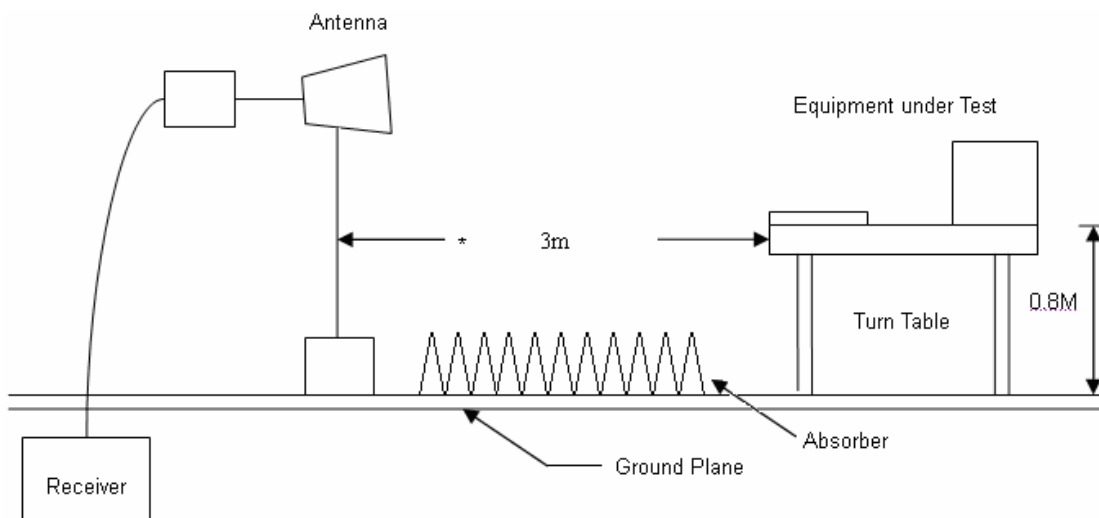 Antenna
Equipment under Test
* 3m
0.8M
Turn Table
Absorber
Ground Plane
Receiver